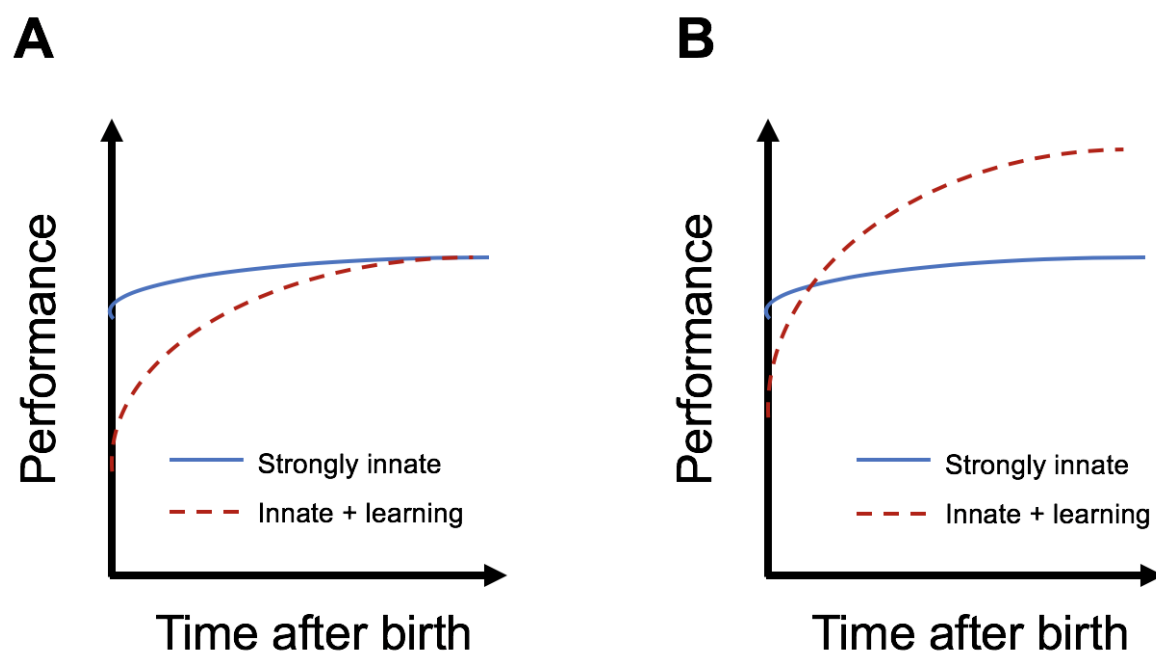 A
Performance
Strongly innate
Innate + learning
Time after birth
B
Performance
Strongly innate
Innate + learning
Time after birth